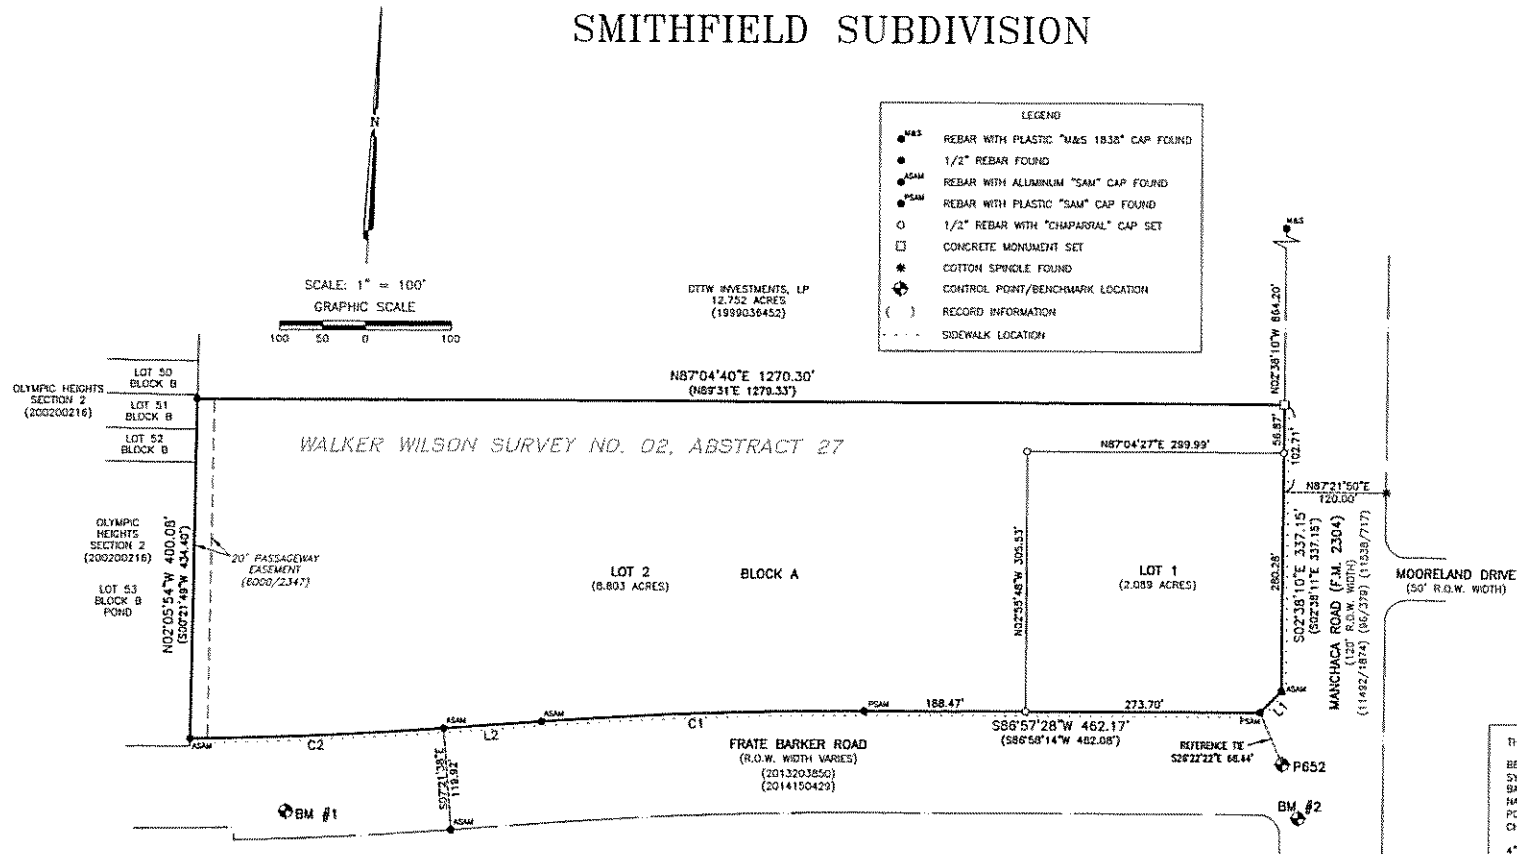 SMITHFIELD SUBDIVISION
N
SCALE: 1" = 100'
GRAPHIC SCALE
100 50 0 100
LEGEND
M&S REBAR WITH PLASTIC "M&S 1838" CAP FOUND
1/2" REBAR FOUND
ASAM REBAR WITH ALUMINUM "SAM" CAP FOUND
PSAM REBAR WITH PLASTIC "SAM" CAP FOUND
1/2" REBAR WITH "CHAPARRAL" CAP SET
CONCRETE MONUMENT SET
COTTON SPINDLE FOUND
CONTROL POINT/BENCHMARK LOCATION
( ) RECORD INFORMATION
SIDEWALK LOCATION
DTTW INVESTMENTS, LP
12.752 ACRES
(1999036452)
M&S
N02°38'10"W 864.20'
LOT 50
BLOCK B
OLYMPIC HEIGHTS
SECTION 2
(200200216)
LOT 51
BLOCK B
LOT 52
BLOCK B
N87°04'40"E 1270.30'
(N89°31'E 1279.33')
WALKER WILSON SURVEY NO. 02, ABSTRACT 27
N87°04'27"E 299.99'
56.87'
102.71'
N87°21'50"E
120.00'
OLYMPIC
HEIGHTS
SECTION 2
(200200216)
LOT 53
BLOCK B
POND
N02°05'54"W 400.08'
(S00°21'49"W 434.40')
20' PASSAGEWAY
EASEMENT
(6000/2347)
LOT 2
(8.803 ACRES)
BLOCK A
N02°55'48"W 305.53'
LOT 1
(2.089 ACRES)
280.28'
S02°38'10"E 337.15'
(S02°38'11"E 337.15')
MANCHACA ROAD (F.M. 2304)
(120' R.O.W. WIDTH)
(11492/1874) (96/379) (11538/717)
MOORELAND DRIVE
(50' R.O.W. WIDTH)
ASAM
L1
PSAM
273.70'
188.47'
PSAM
S86°57'28"W 462.17'
(S86°58'14"W 462.08')
C1
ASAM
L2
ASAM
C2
ASAM
FRATE BARKER ROAD
(R.O.W. WIDTH VARIES)
(2013203850)
(2014150429)
REFERENCE TIE
S26°22'22"E 68.44'
P652
S07°21'38"E
119.92'
ASAM
BM #1
BM #2